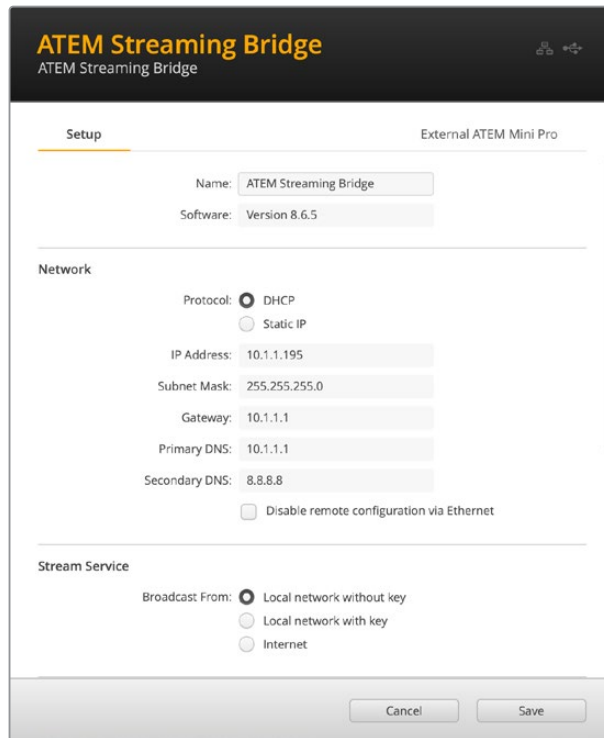 ATEM Streaming Bridge
ATEM Streaming Bridge
Setup External ATEM Mini Pro
Name: ATEM Streaming Bridge
Software: Version 8.6.5
Network
Protocol: DHCP
Static IP
IP Address: 10.1.1.195
Subnet Mask: 255.255.255.0
Gateway: 10.1.1.1
Primary DNS: 10.1.1.1
Secondary DNS: 8.8.8.8
Disable remote configuration via Ethernet
Stream Service
Broadcast From: Local network without key
Local network with key
Internet
Cancel Save